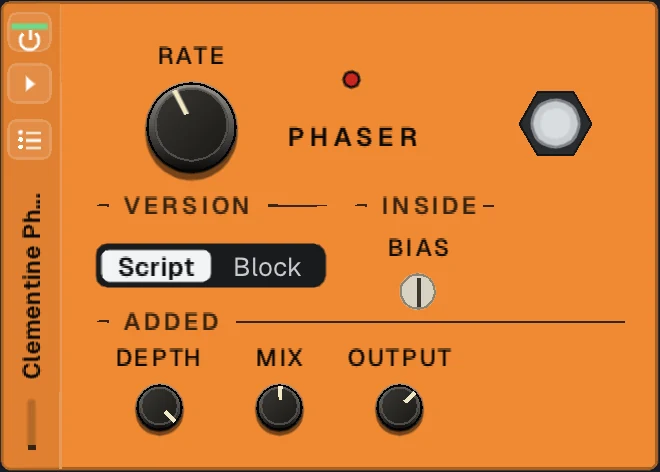 RATE
PHASER
VERSION
INSIDE
Script
Block
BIAS
ADDED
DEPTH
MIX
OUTPUT
Clementine Ph...